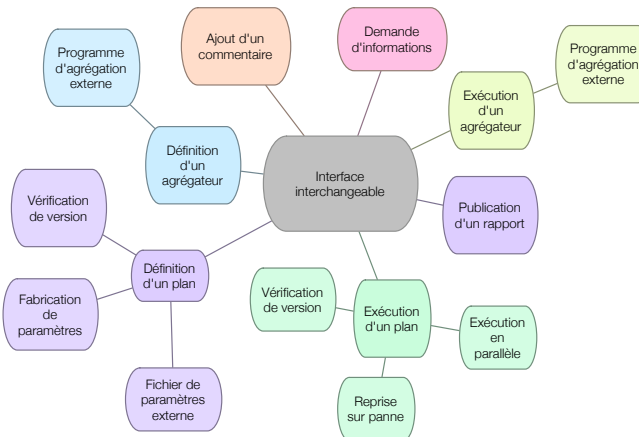 Programme
d'agrégation
externe
Ajout d'un
commentaire
Demande
d'informations
Programme
d'agrégation
externe
Exécution
d'un
agrégateur
Définition
d'un
agrégateur
Interface
interchangeable
Publication
d'un rapport
Vérification
de version
Définition
d'un plan
Fabrication
de
paramètres
Fichier de
paramètres
externe
Vérification
de version
Exécution
d'un plan
Exécution
en
parallèle
Reprise
sur panne